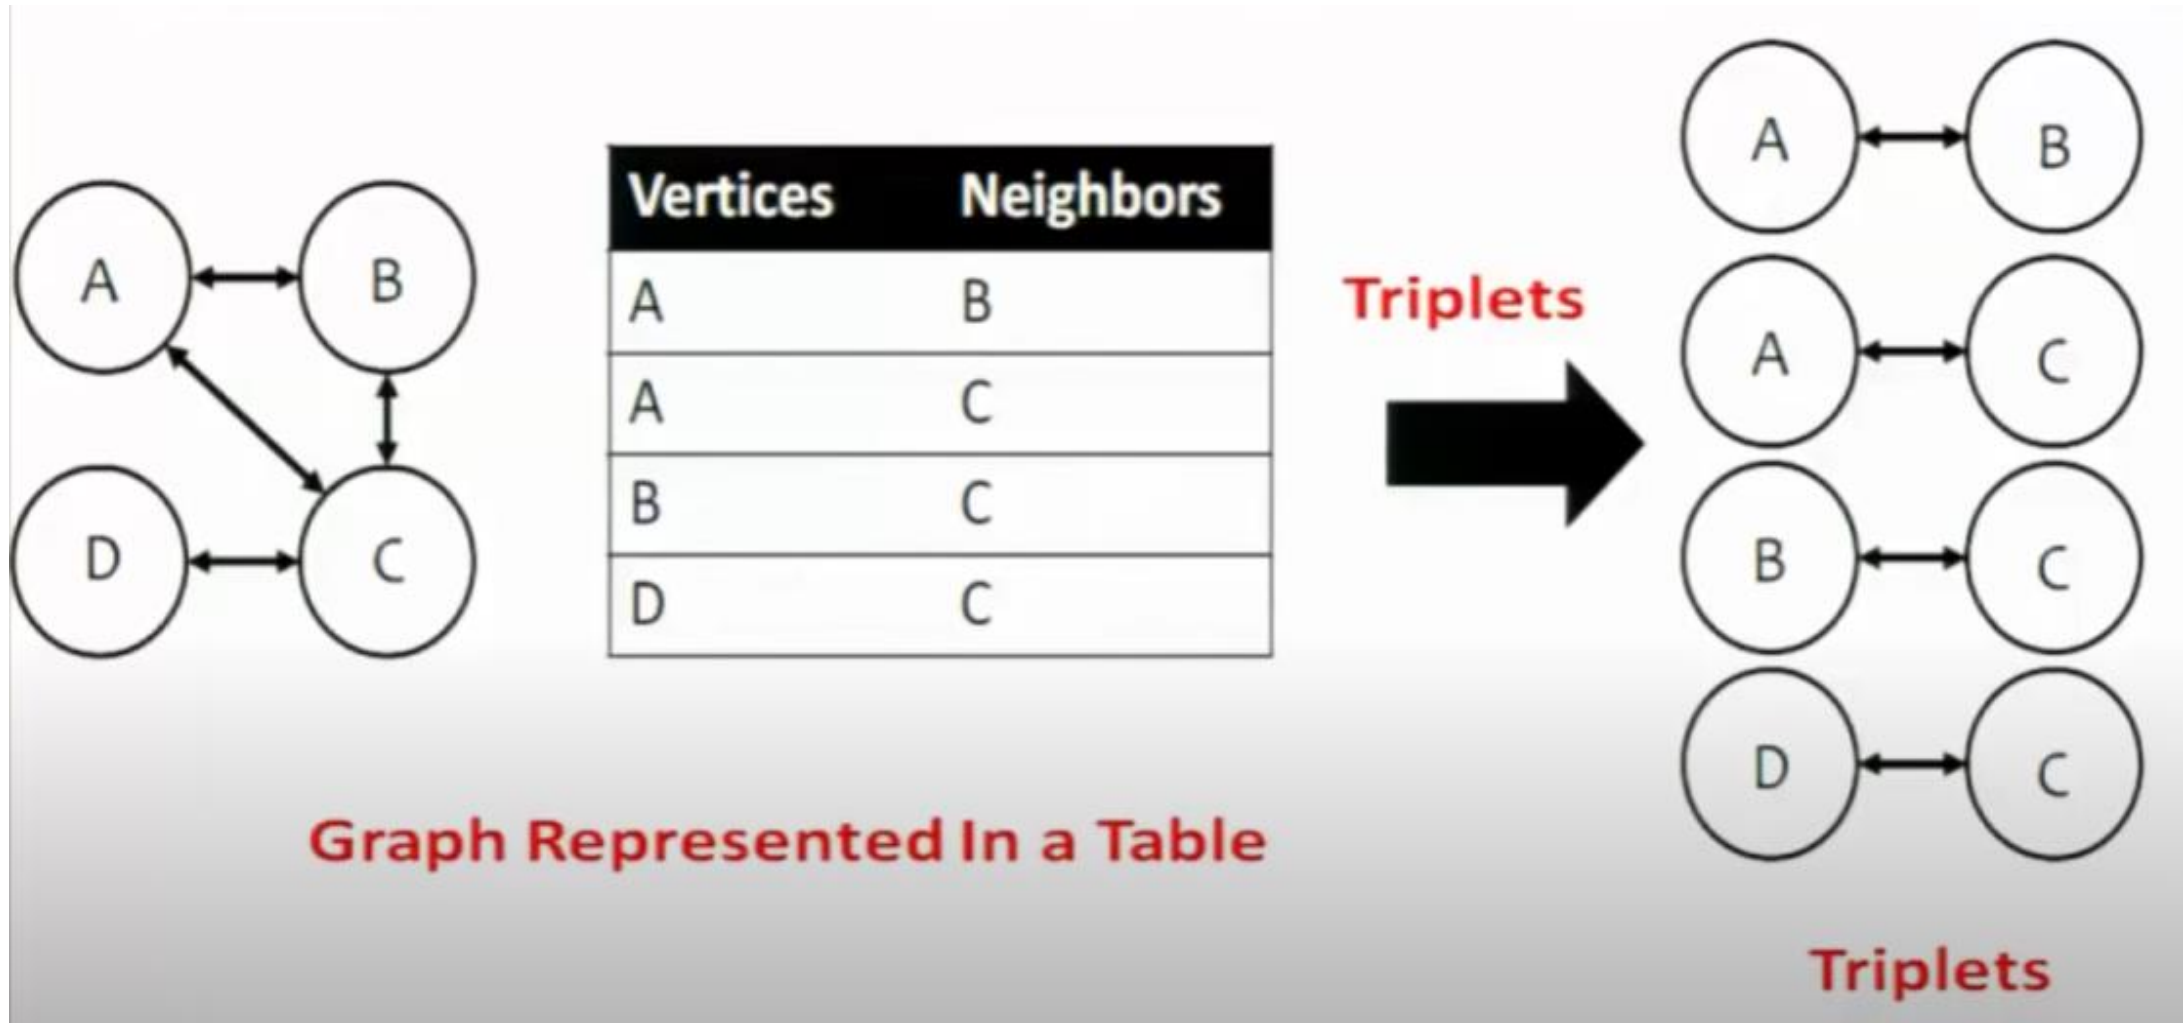 A
B
D
C
Vertices Neighbors
A B
A C
B C
D C
Graph Represented In a Table
Triplets
A B
A C
B C
D C
Triplets